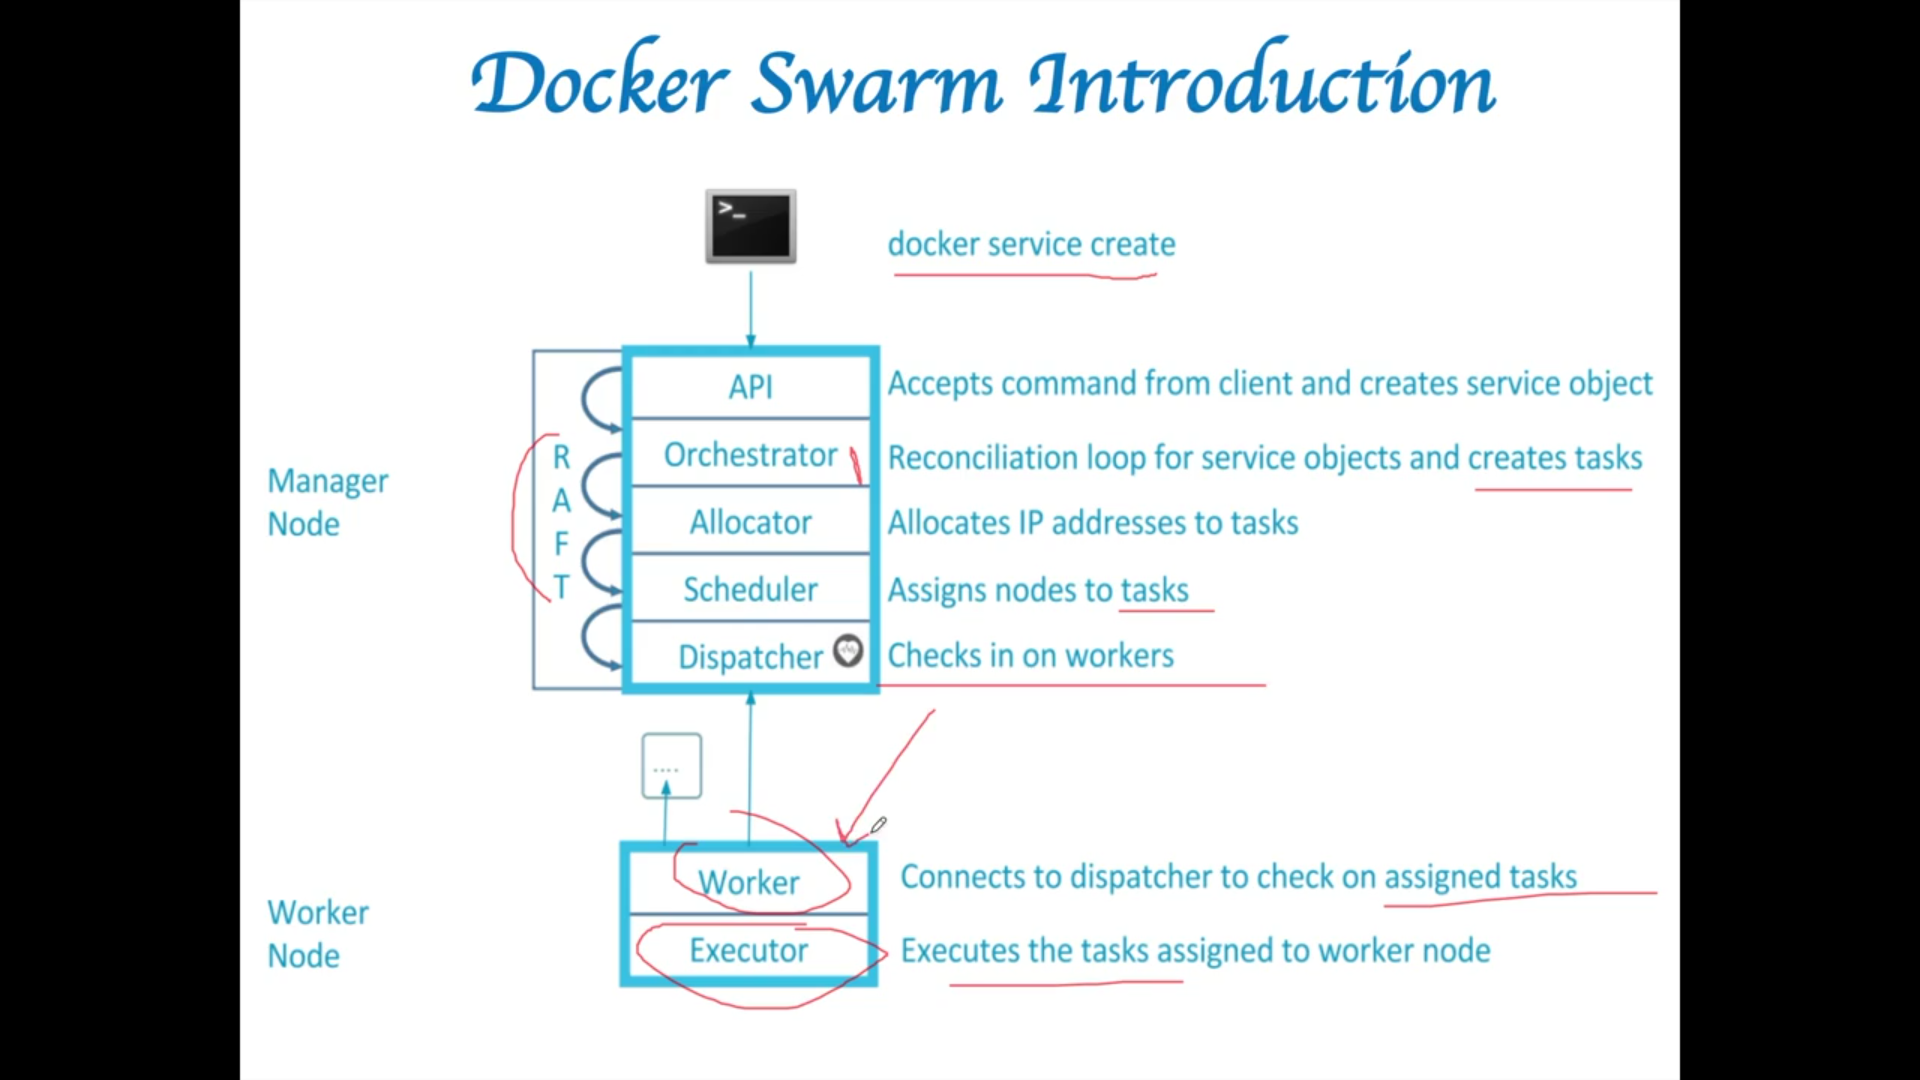 Docker Swarm Introduction
>_
docker service create
API
Accepts command from client and creates service object
Orchestrator
Reconciliation loop for service objects and creates tasks
Manager
Node
R
A
F
T
Allocator
Allocates IP addresses to tasks
Scheduler
Assigns nodes to tasks
Dispatcher
Checks in on workers
....
Worker
Connects to dispatcher to check on assigned tasks
Worker
Node
Executor
Executes the tasks assigned to worker node